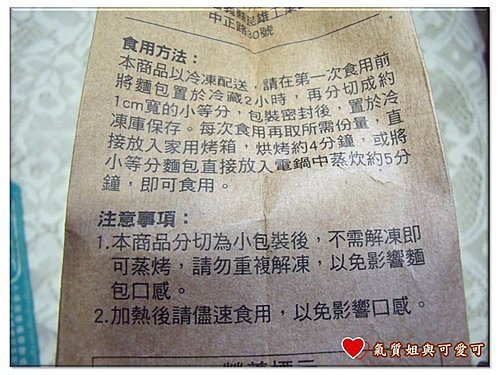 中正路30號
食用方法：
本商品以冷凍配送，請在第一次食用前
將麵包置於冷藏2小時，再分切成約
1cm寬的小等分，包裝密封後，置於冷
凍庫保存。每次食用再取所需份量，直
接放入家用烤箱，烘烤約4分鐘，或將
小等分麵包直接放入電鍋中蒸炊約5分
鐘，即可食用。
注意事項：
1.本商品分切為小包裝後，不需解凍即
可蒸烤，請勿重複解凍，以免影響麵
包口感。
2.加熱後請儘速食用，以免影響口感。
氣質姐與可愛可